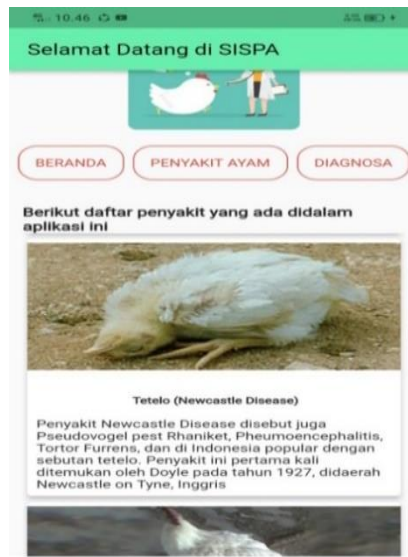 10.46
Selamat Datang di SISPA
BERANDA
PENYAKIT AYAM
DIAGNOSA
Berikut daftar penyakit yang ada didalam
aplikasi ini
Tetelo (Newcastle Disease)
Penyakit Newcastle Disease disebut juga
Pseudovogel pest Rhaniket, Pheumoencephalitis,
Tortor Furrens, dan di Indonesia popular dengan
sebutan tetelo. Penyakit ini pertama kali
ditemukan oleh Doyle pada tahun 1927, didaerah
Newcastle on Tyne, Inggris